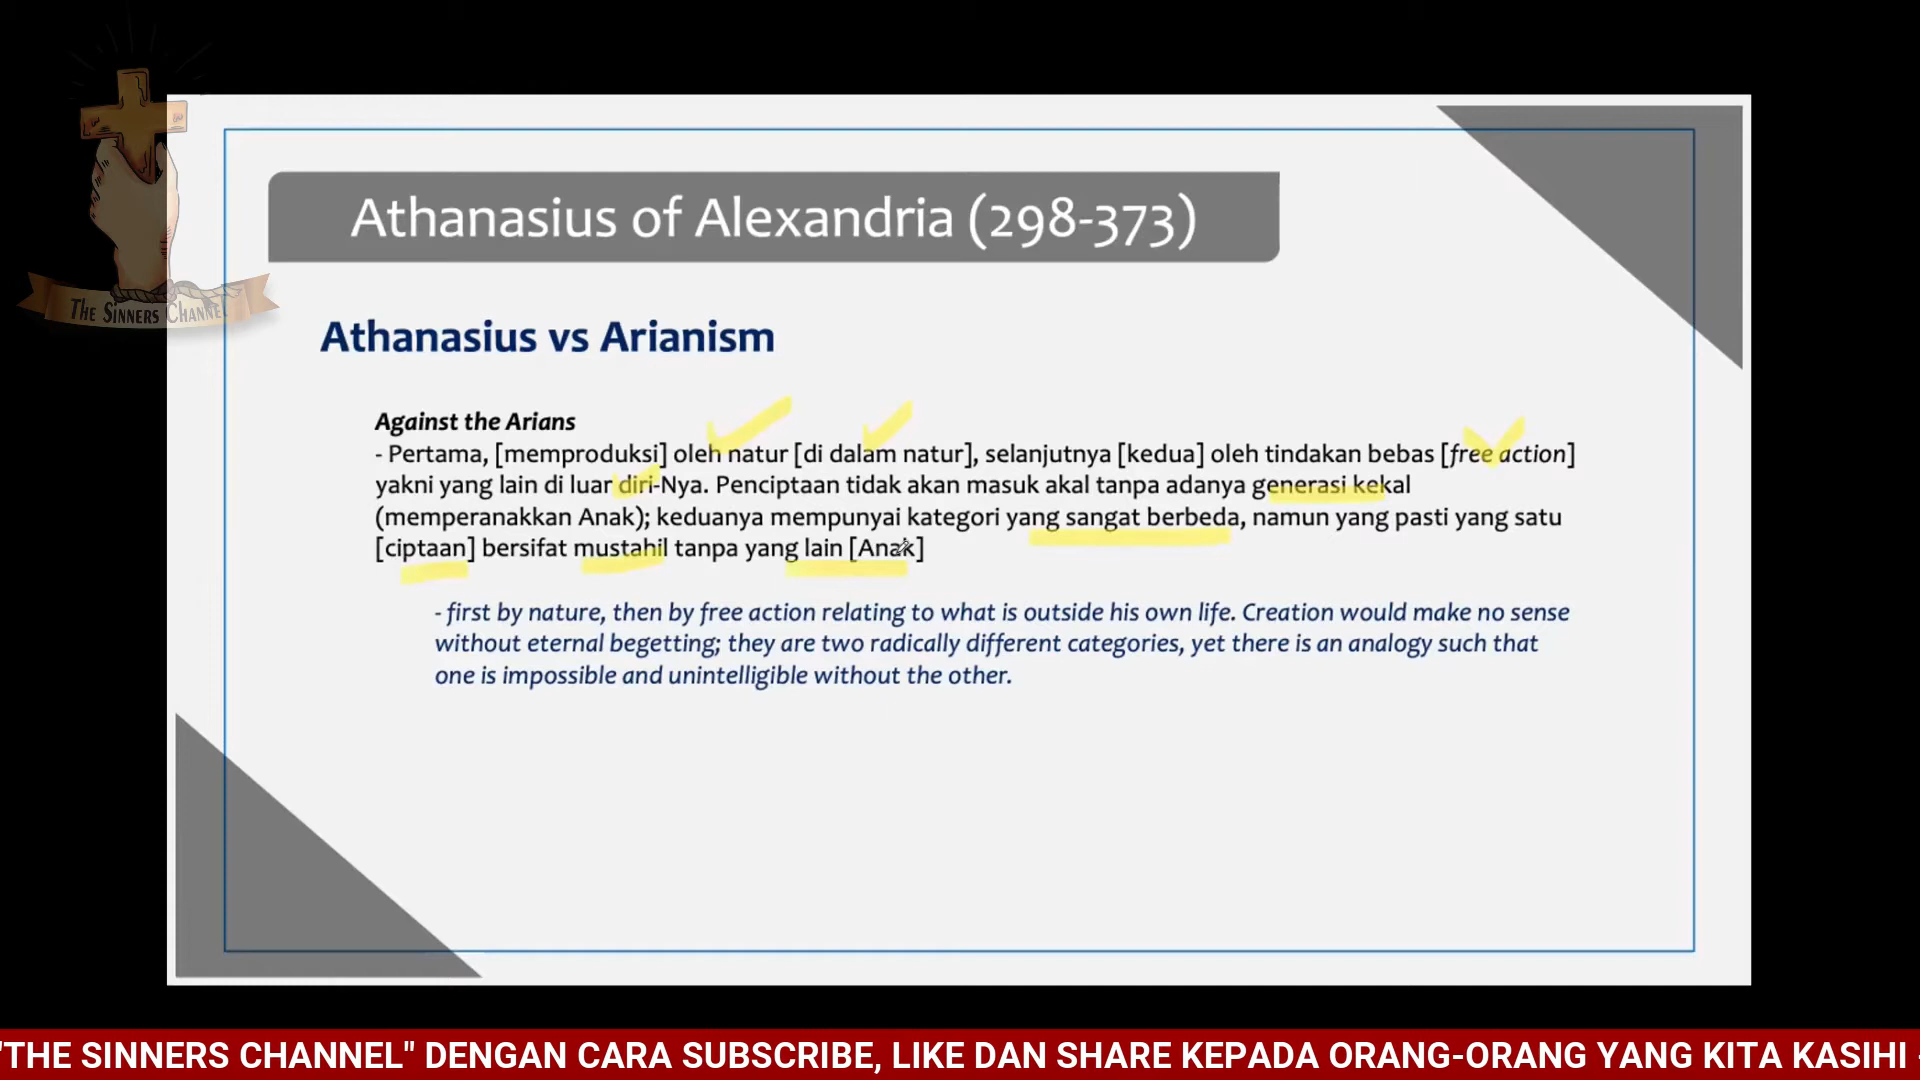 Athanasius of Alexandria (298-373)
THE SINNERS CHANNEL
Athanasius vs Arianism
Against the Arians
- Pertama, [memproduksi] oleh natur [di dalam natur], selanjutnya [kedua] oleh tindakan bebas [free action]
yakni yang lain di luar diri-Nya. Penciptaan tidak akan masuk akal tanpa adanya generasi kekal
(memperanakkan Anak); keduanya mempunyai kategori yang sangat berbeda, namun yang pasti yang satu
[ciptaan] bersifat mustahil tanpa yang lain [Anak]
- first by nature, then by free action relating to what is outside his own life. Creation would make no sense
without eternal begetting; they are two radically different categories, yet there is an analogy such that
one is impossible and unintelligible without the other.
"THE SINNERS CHANNEL" DENGAN CARA SUBSCRIBE, LIKE DAN SHARE KEPADA ORANG-ORANG YANG KITA KASIHI